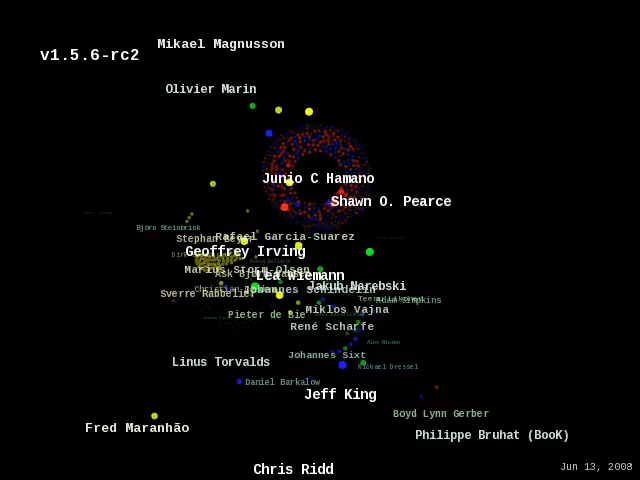 Mikael Magnusson
v1.5.6-rc2
Olivier Marin
Junio C Hamano
Shawn O. Pearce
Björn Steinbrink
Rafael Garcia-Suarez
Geoffrey Irving
Lea Wiemann
Jakub Narebski
Johannes Schindelin
Sverre Rabbelier
Adam Simpkins
Miklos Vajna
Pieter de Bie
René Scharfe
Alex Riesen
Johannes Sixt
Linus Torvalds
Michael Dressel
Daniel Barkalow
Jeff King
Boyd Lynn Gerber
Fred Maranhão
Philippe Bruhat (BooK)
Jun 13, 2008
Chris Ridd